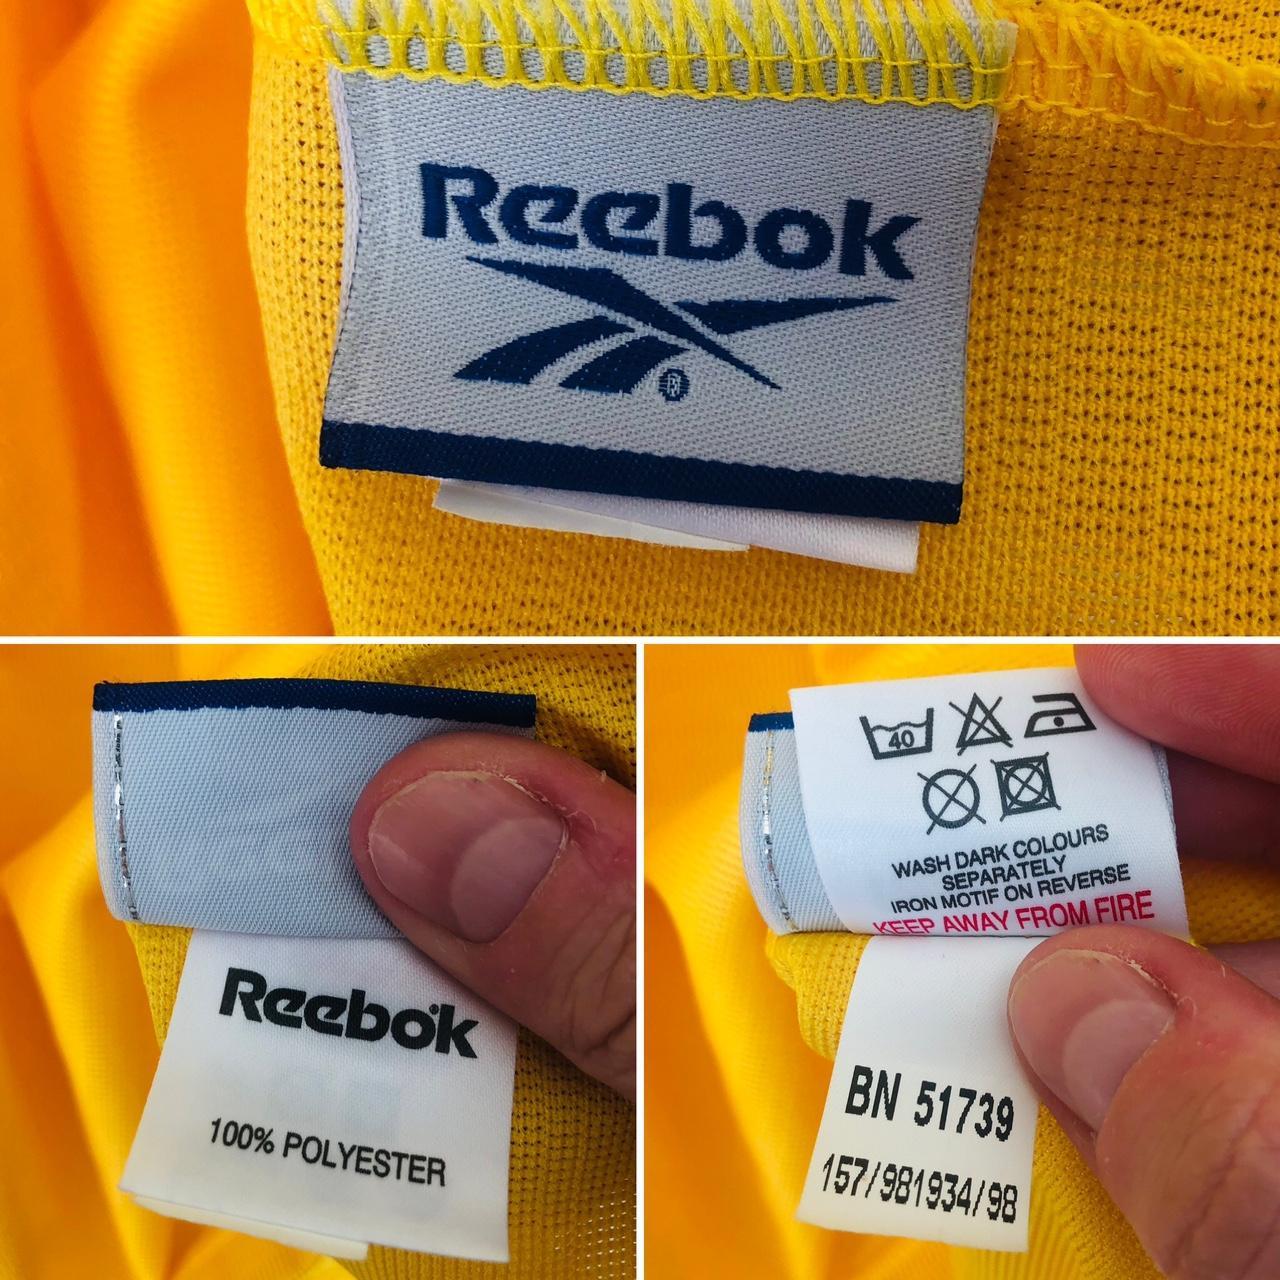 Reebok
®
Reebok
100% POLYESTER
40
WASH DARK COLOURS
SEPARATELY
IRON MOTIF ON REVERSE
KEEP AWAY FROM FIRE
BN 51739
157/981934/98